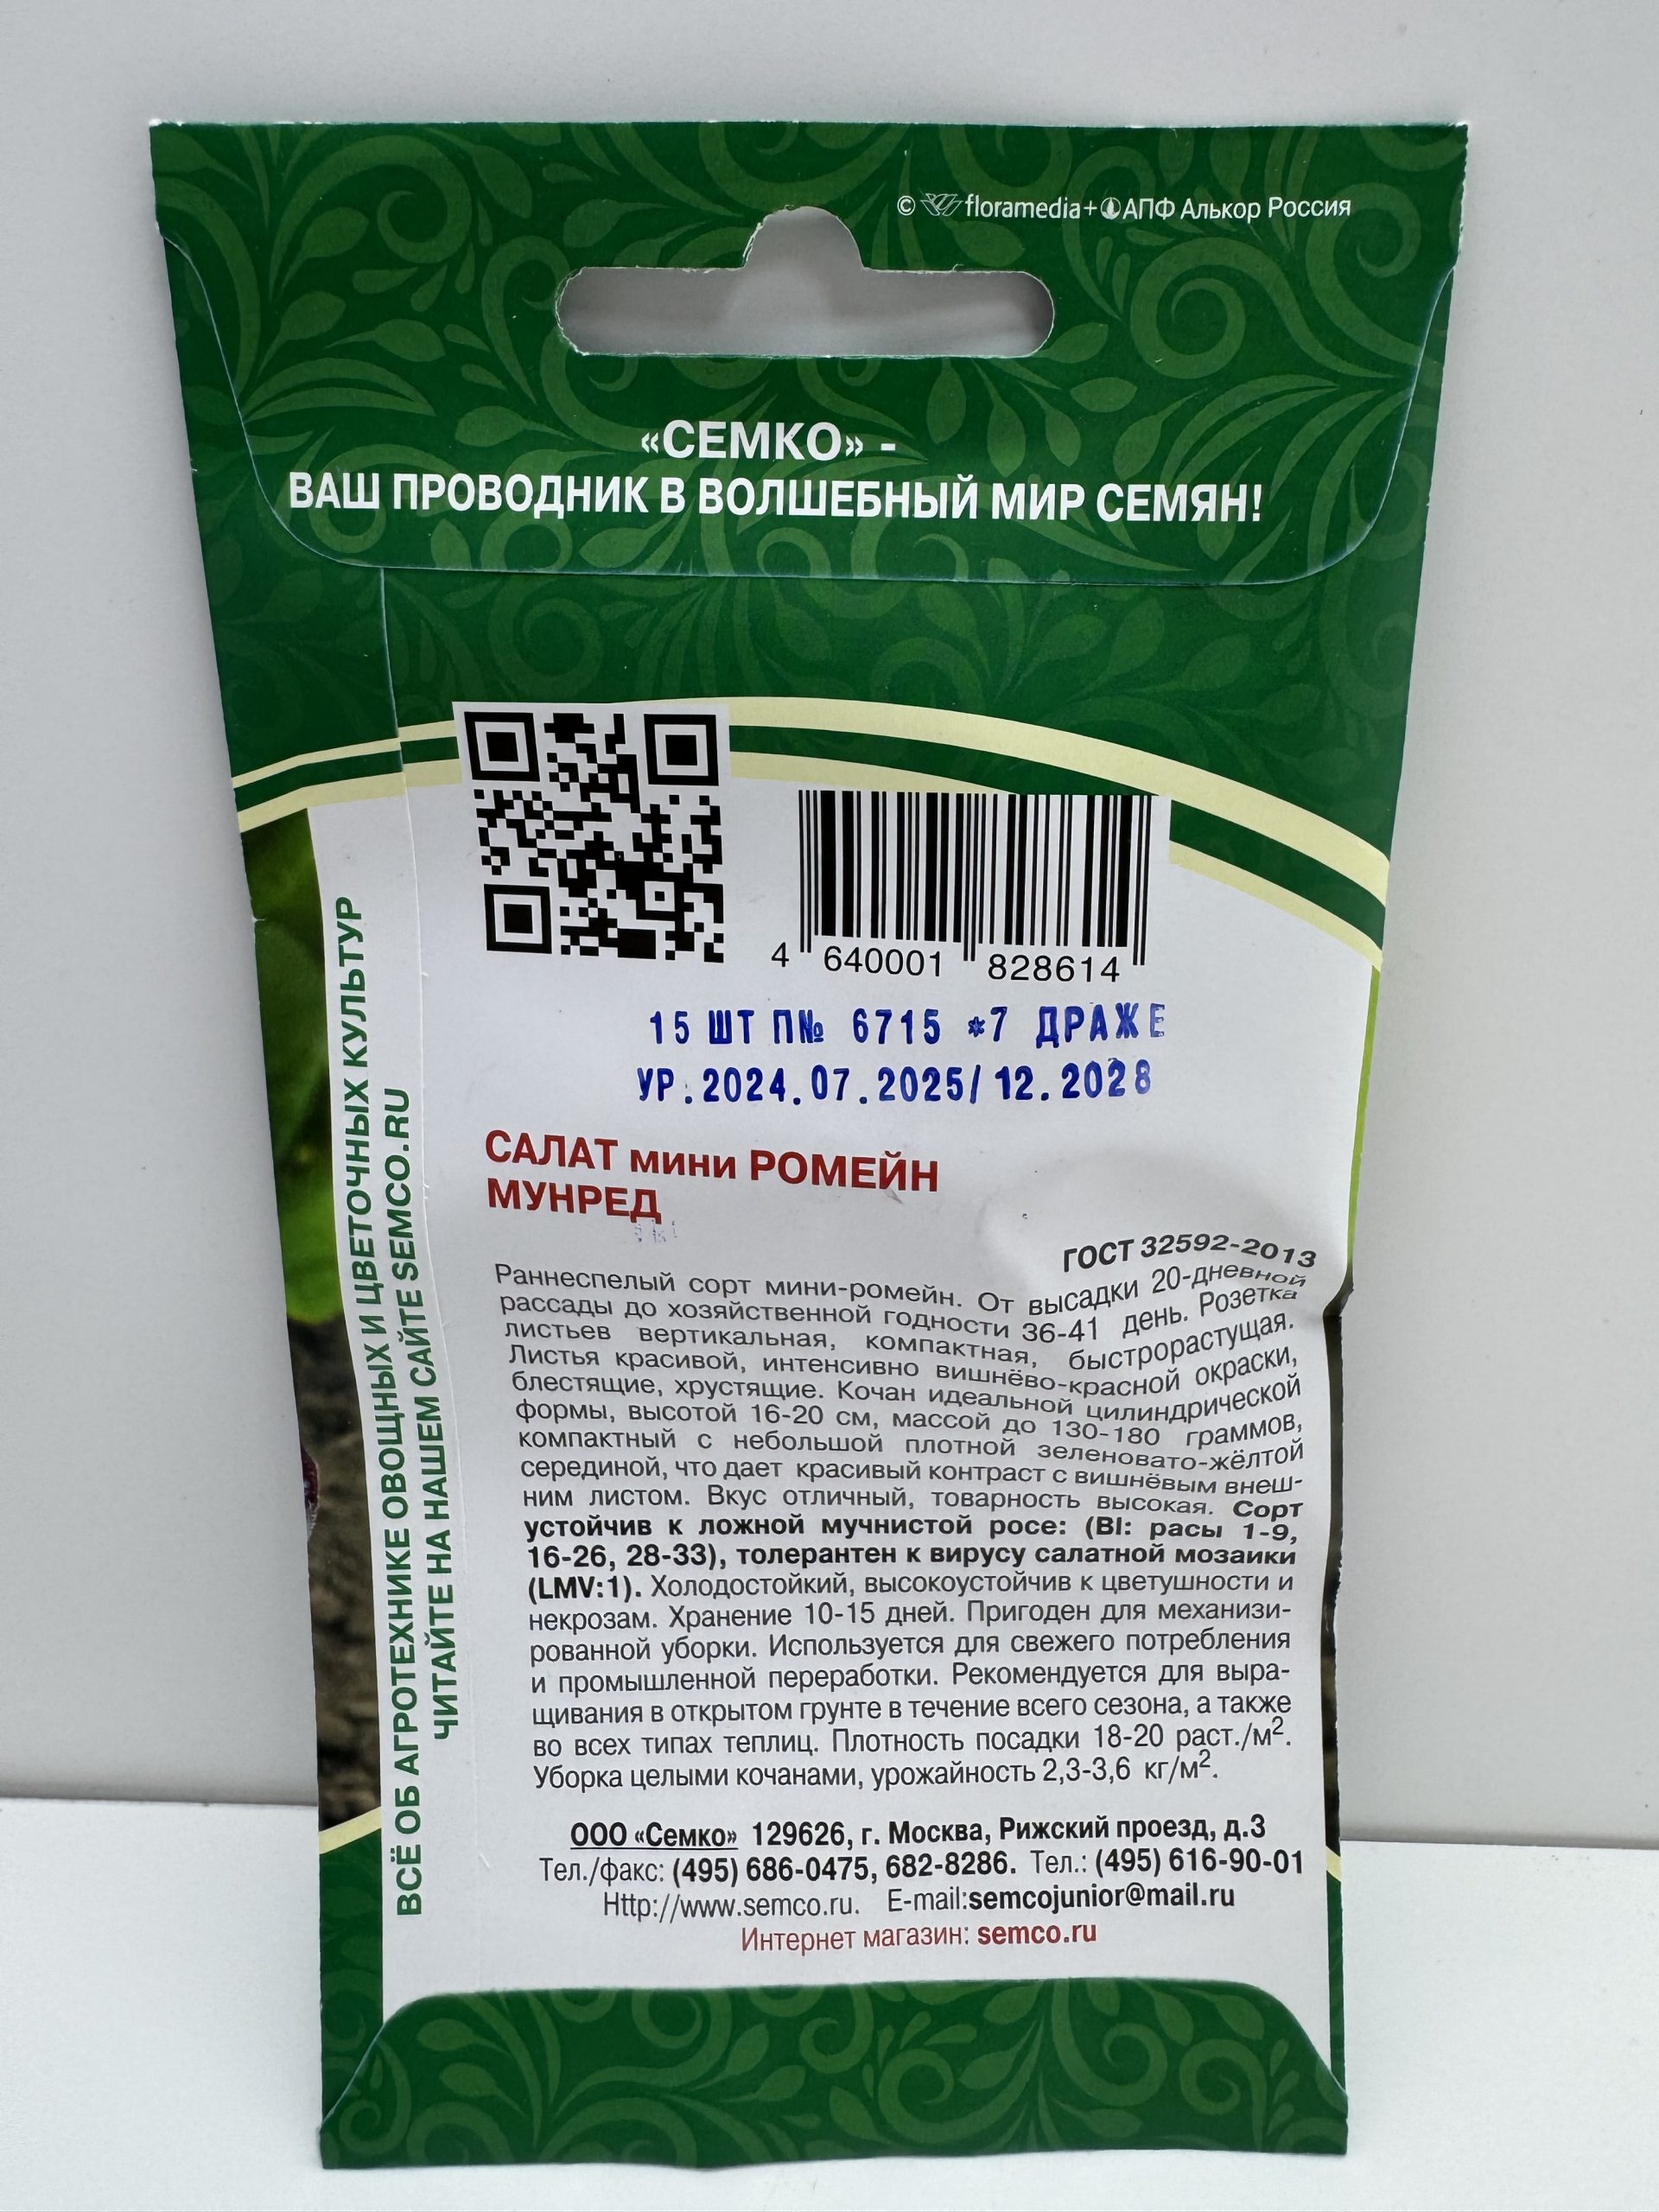 © floramedia+ АПФ Алькор Россия
«СЕМКО» -
ВАШ ПРОВОДНИК В ВОЛШЕБНЫЙ МИР СЕМЯН!
4 640001 828614
15 ШТ П№ 6715 *7 ДРАЖЕ
УР.2024.07.2025/12.2028
САЛАТ мини РОМЕЙН
МУНРЕД
ГОСТ 32592-2013
Раннеспелый сорт мини-ромейн. От высадки 20-дневной
рассады до хозяйственной годности 36-41 день. Розетка
листьев вертикальная, компактная, быстрорастущая.
Листья красивой, интенсивно вишнёво-красной окраски,
блестящие, хрустящие. Кочан идеальной цилиндрической
формы, высотой 16-20 см, массой до 130-180 граммов,
компактный с небольшой плотной зеленовато-жёлтой
серединой, что дает красивый контраст с вишнёвым внеш-
ним листом. Вкус отличный, товарность высокая. Сорт
устойчив к ложной мучнистой росе: (Bl: расы 1-9,
16-26, 28-33), толерантен к вирусу салатной мозаики
(LMV:1). Холодостойкий, высокоустойчив к цветушности и
некрозам. Хранение 10-15 дней. Пригоден для механизи-
рованной уборки. Используется для свежего потребления
и промышленной переработки. Рекомендуется для выра-
щивания в открытом грунте в течение всего сезона, а также
во всех типах теплиц. Плотность посадки 18-20 раст./м².
Уборка целыми кочанами, урожайность 2,3-3,6 кг/м².
ООО «Семко» 129626, г. Москва, Рижский проезд, д.3
Тел./факс: (495) 686-0475, 682-8286. Тел.: (495) 616-90-01
Http://www.semco.ru. E-mail:semcojunior@mail.ru
Интернет магазин: semco.ru
ВСЁ ОБ АГРОТЕХНИКЕ ОВОЩНЫХ И ЦВЕТОЧНЫХ КУЛЬТУР
ЧИТАЙТЕ НА НАШЕМ САЙТЕ SEMCO.RU